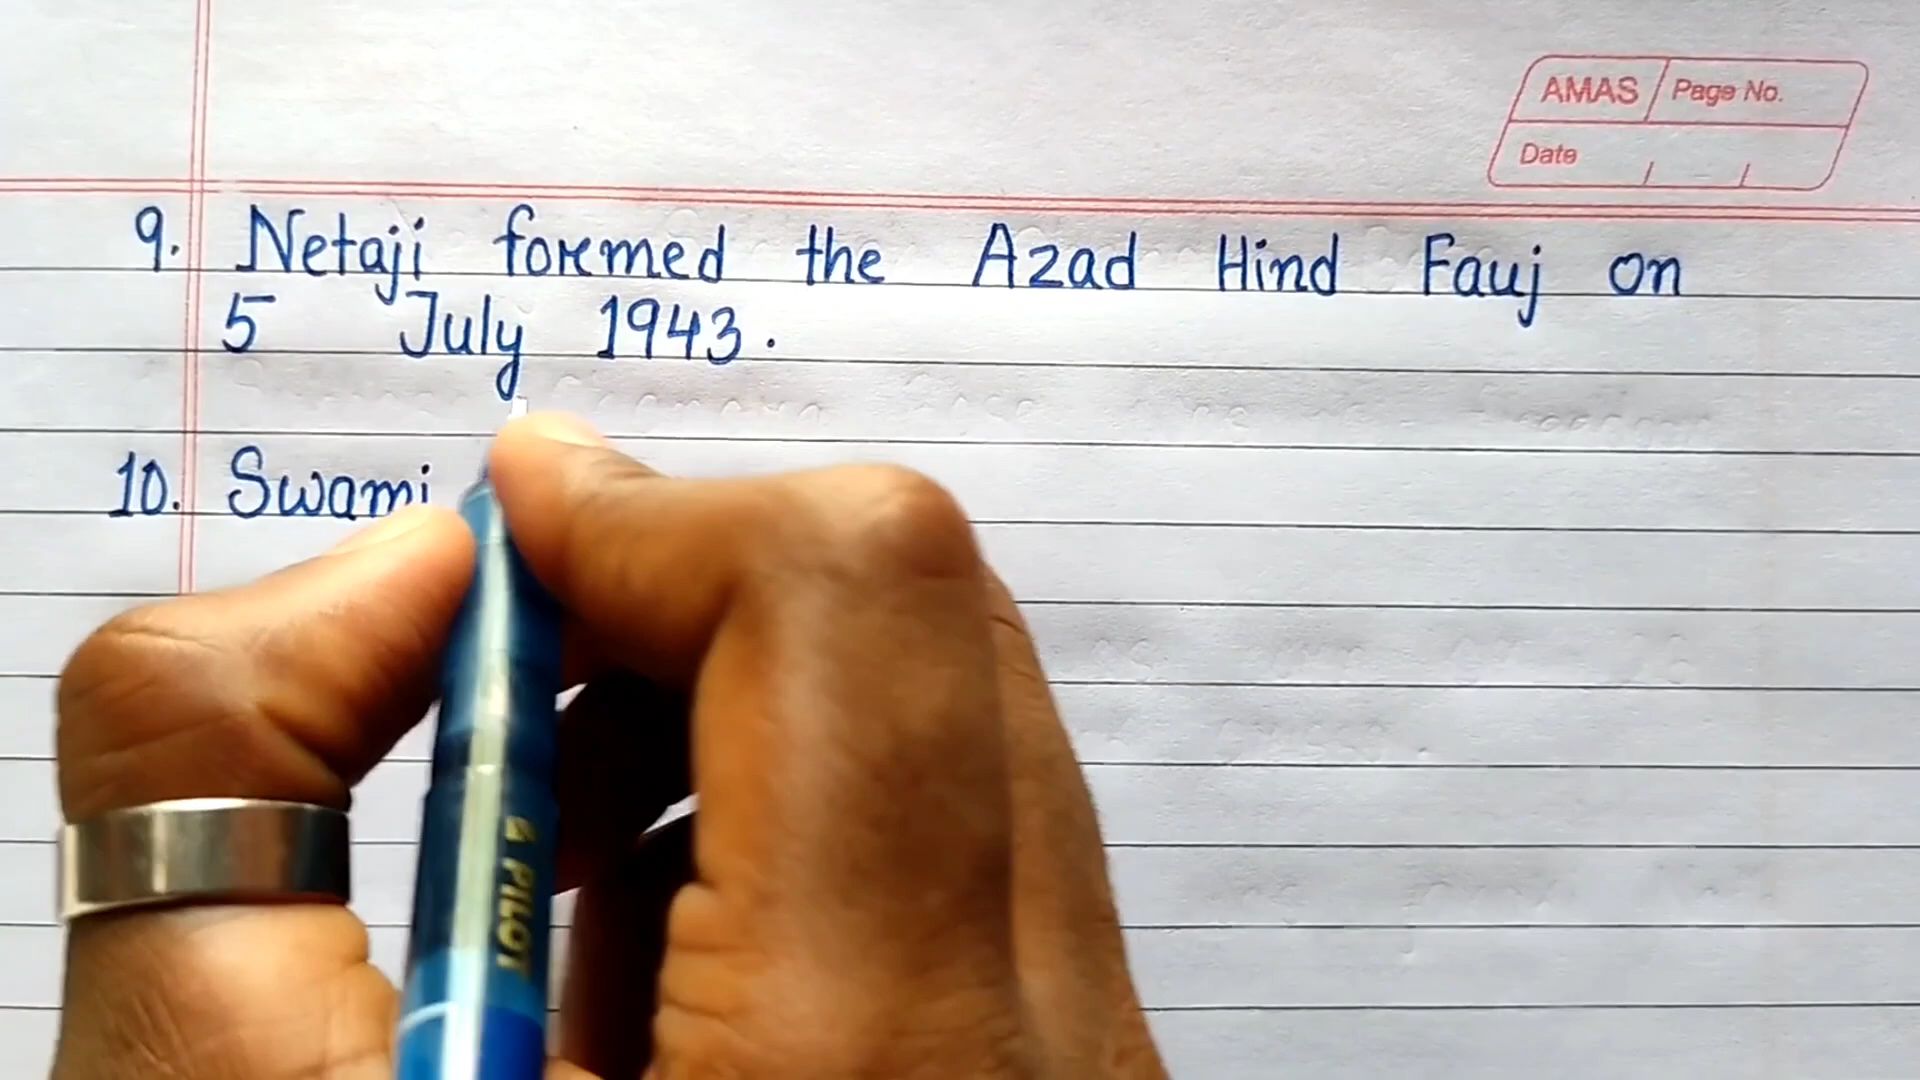 AMAS Page No.
Date / /
9. Netaji formed the Azad Hind Fauj on
5 July 1943.
10. Swami
PILOT